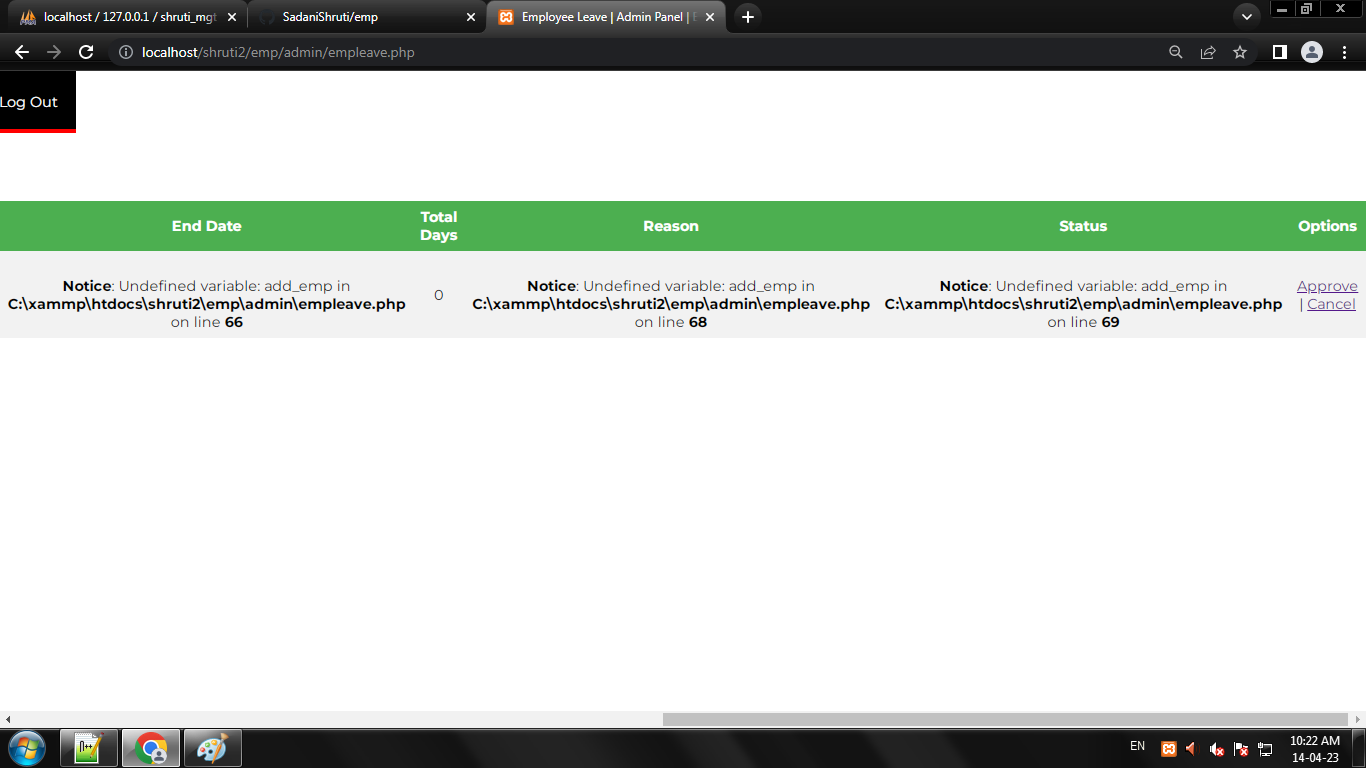 localhost / 127.0.0.1 / shruti_mgt
SadaniShruti/emp
Employee Leave | Admin Panel | E
localhost/shruti2/emp/admin/empleave.php
Log Out
End Date
Total
Days
Reason
Status
Options
Notice: Undefined variable: add_emp in
C:\xammp\htdocs\shruti2\emp\admin\empleave.php
on line 66
0
Notice: Undefined variable: add_emp in
C:\xammp\htdocs\shruti2\emp\admin\empleave.php
on line 68
Notice: Undefined variable: add_emp in
C:\xammp\htdocs\shruti2\emp\admin\empleave.php
on line 69
Approve
| Cancel
EN
10:22 AM
14-04-23